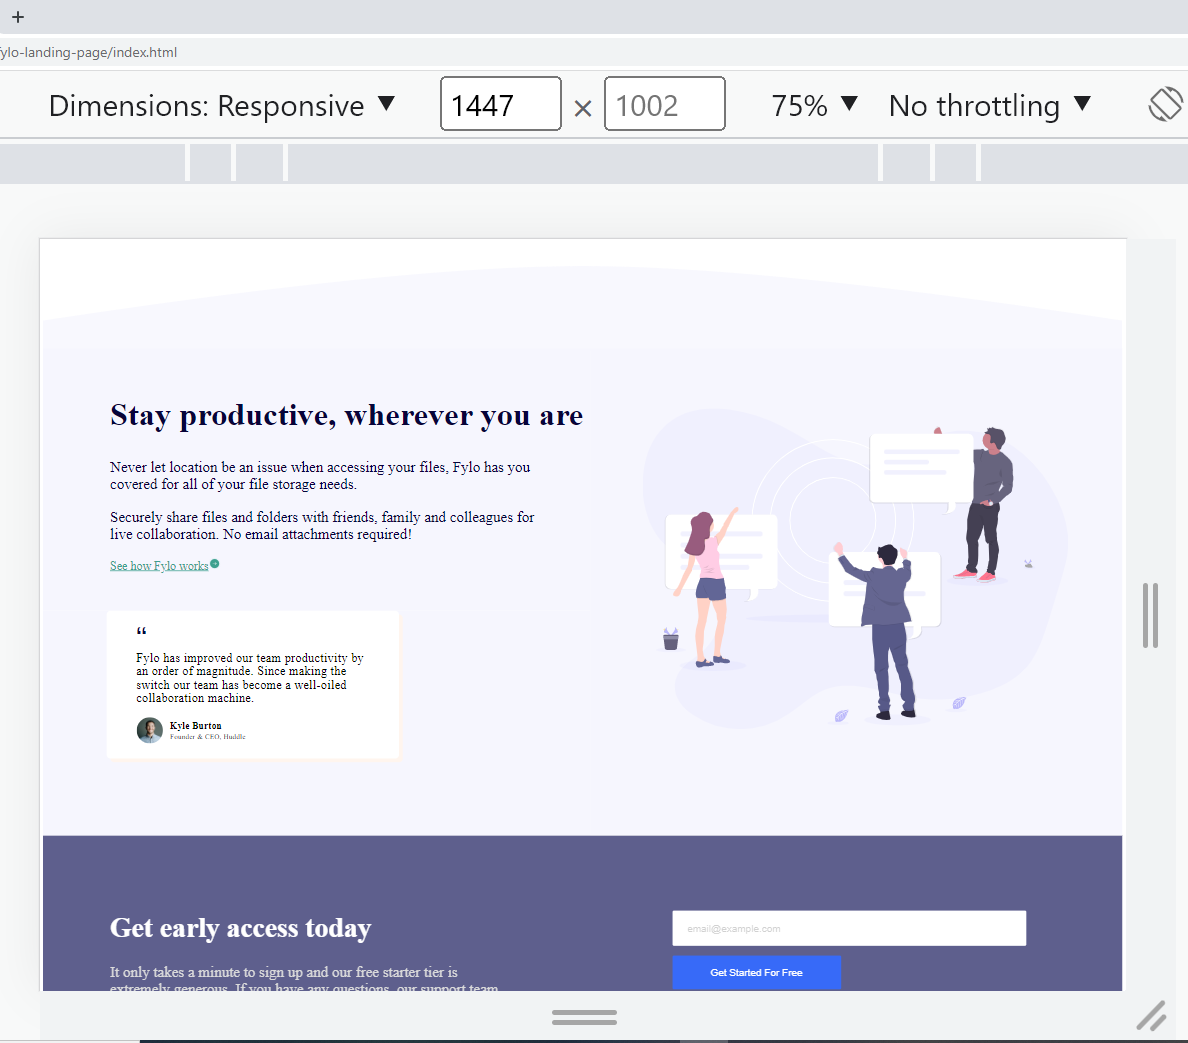 +
fylo-landing-page/index.html
Dimensions: Responsive ▼ 1447 × 1002 75% ▼ No throttling ▼
Stay productive, wherever you are
Never let location be an issue when accessing your files, Fylo has you
covered for all of your file storage needs.
Securely share files and folders with friends, family and colleagues for
live collaboration. No email attachments required!
See how Fylo works
“
Fylo has improved our team productivity by
an order of magnitude. Since making the
switch our team has become a well-oiled
collaboration machine.
Kyle Burton
Founder & CEO, Huddle
Get early access today
It only takes a minute to sign up and our free starter tier is
extremely generous. If you have any questions, our support team
email@example.com
Get Started For Free